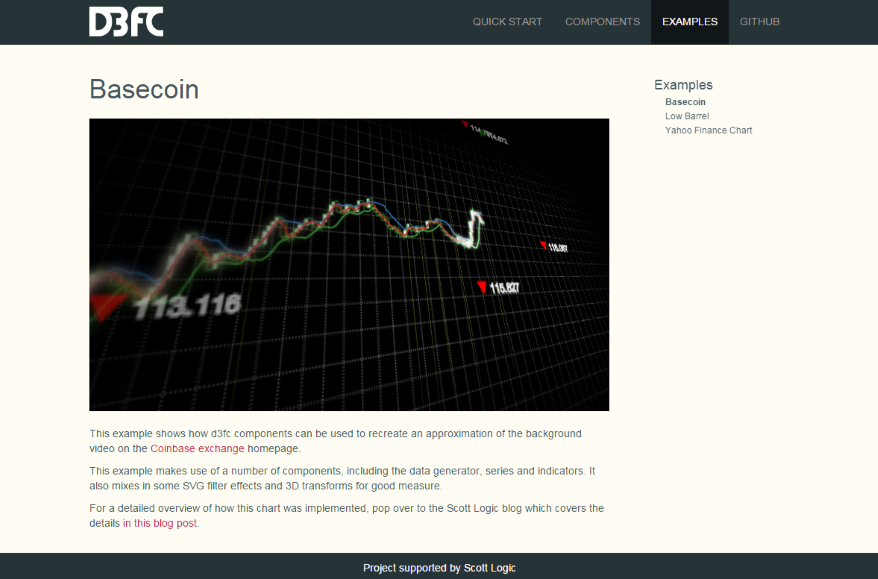 D3FC
QUICK START
COMPONENTS
EXAMPLES
GITHUB
Basecoin
113.116
115.827
Examples
Basecoin
Low Barrel
Yahoo Finance Chart
This example shows how d3fc components can be used to recreate an approximation of the background
video on the Coinbase exchange homepage.
This example makes use of a number of components, including the data generator, series and indicators. It
also mixes in some SVG filter effects and 3D transforms for good measure.
For a detailed overview of how this chart was implemented, pop over to the Scott Logic blog which covers the
details in this blog post.
Project supported by Scott Logic